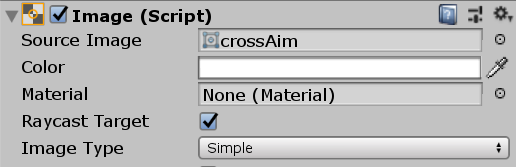 Image (Script)
Source Image crossAim
Color
Material None (Material)
Raycast Target
Image Type Simple